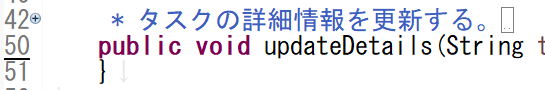 42 * タスクの詳細情報を更新する。
50 public void updateDetails(String t
51 }